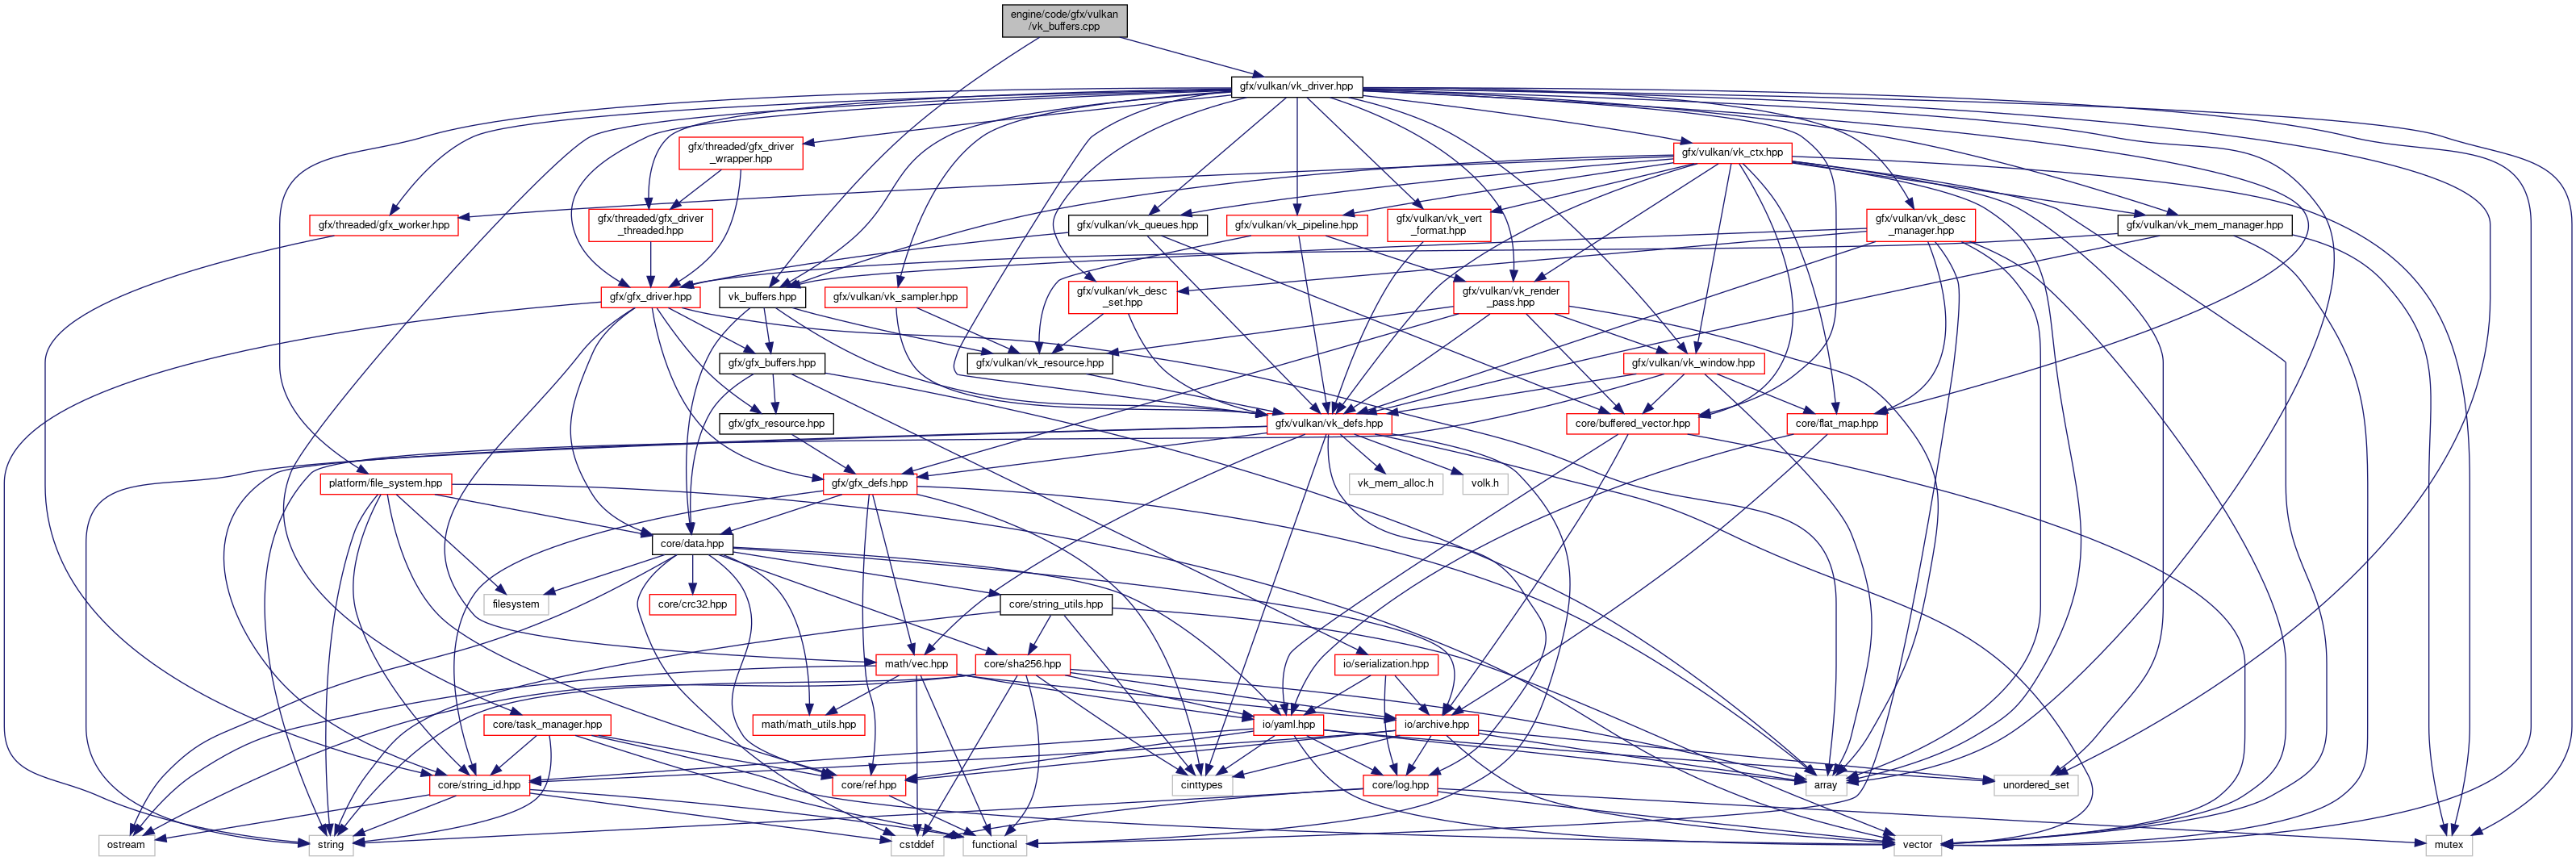 engine/code/gfx/vulkan
/vk_buffers.cpp
gfx/vulkan/vk_driver.hpp
gfx/threaded/gfx_driver
_wrapper.hpp
gfx/vulkan/vk_ctx.hpp
gfx/threaded/gfx_worker.hpp
gfx/threaded/gfx_driver
_threaded.hpp
gfx/vulkan/vk_queues.hpp
gfx/vulkan/vk_pipeline.hpp
gfx/vulkan/vk_vert
_format.hpp
gfx/vulkan/vk_desc
_manager.hpp
gfx/vulkan/vk_mem_manager.hpp
gfx/gfx_driver.hpp
vk_buffers.hpp
gfx/vulkan/vk_sampler.hpp
gfx/vulkan/vk_desc
_set.hpp
gfx/vulkan/vk_render
_pass.hpp
gfx/gfx_buffers.hpp
gfx/vulkan/vk_resource.hpp
gfx/vulkan/vk_window.hpp
gfx/gfx_resource.hpp
gfx/vulkan/vk_defs.hpp
core/buffered_vector.hpp
core/flat_map.hpp
platform/file_system.hpp
gfx/gfx_defs.hpp
vk_mem_alloc.h
volk.h
core/data.hpp
filesystem
core/crc32.hpp
core/string_utils.hpp
math/vec.hpp
core/sha256.hpp
io/serialization.hpp
core/task_manager.hpp
math/math_utils.hpp
io/yaml.hpp
io/archive.hpp
core/string_id.hpp
core/ref.hpp
cinttypes
core/log.hpp
array
unordered_set
ostream
string
cstddef
functional
vector
mutex